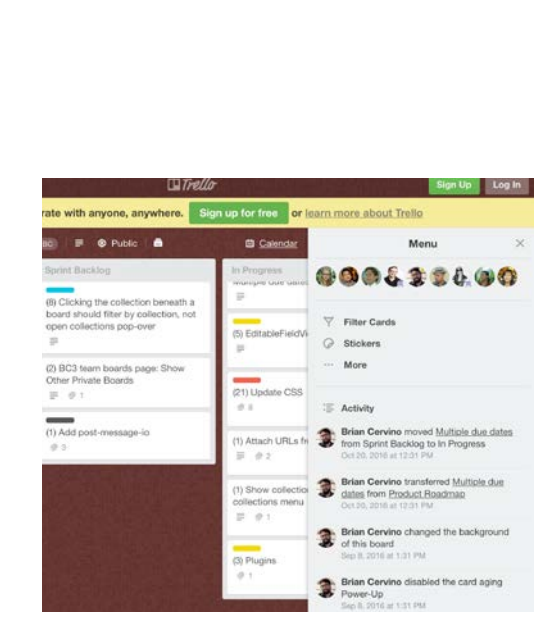 Trello
Sign Up
Log In
rate with anyone, anywhere.
Sign up for free
or learn more about Trello
Public
Calendar
Menu
Sprint Backlog
(8) Clicking the collection beneath a
board should filter by collection, not
open collections pop-over
(2) BC3 team boards page: Show
Other Private Boards
1
(1) Add post-message-io
3
In Progress
Multiple due dates
(5) EditableFieldVi
(21) Update CSS
8
(1) Attach URLs
2
(1) Show collection
collections menu
1
(3) Plugins
1
Filter Cards
Stickers
More
Activity
Brian Cervino moved Multiple due dates
from Sprint Backlog to In Progress
Oct 20, 2016 at 12:31 PM
Brian Cervino transferred Multiple due
dates from Product Roadmap
Oct 20, 2016 at 12:31 PM
Brian Cervino changed the background
of this board
Sep 8, 2016 at 1:31 PM
Brian Cervino disabled the card aging
Power-Up
Sep 8, 2016 at 1:31 PM